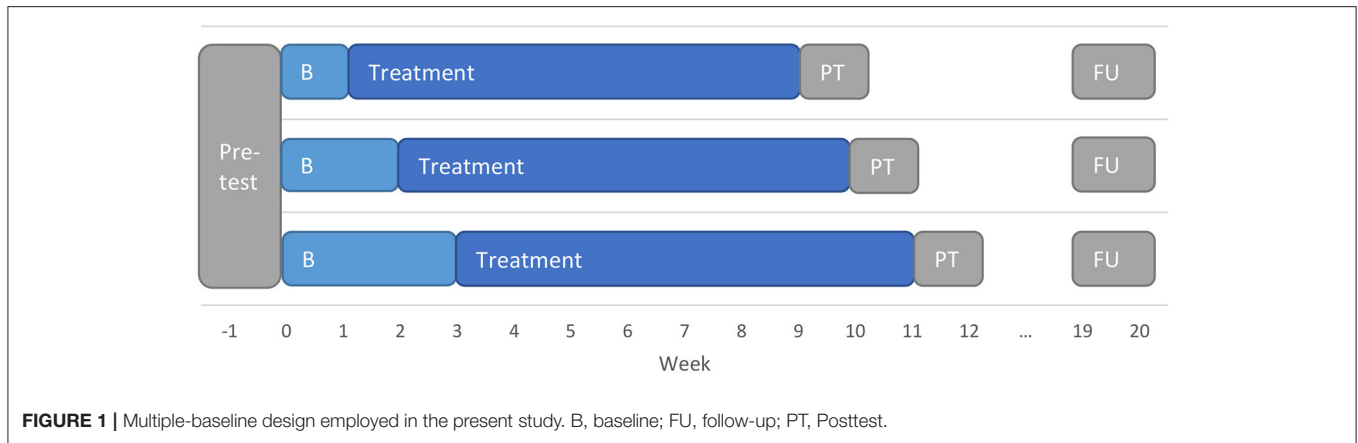 B Treatment PT FU
Pre-
test
B Treatment PT FU
B Treatment PT FU
-1 0 1 2 3 4 5 6 7 8 9 10 11 12 ... 19 20
Week
FIGURE 1 | Multiple-baseline design employed in the present study. B, baseline; FU, follow-up; PT, Posttest.